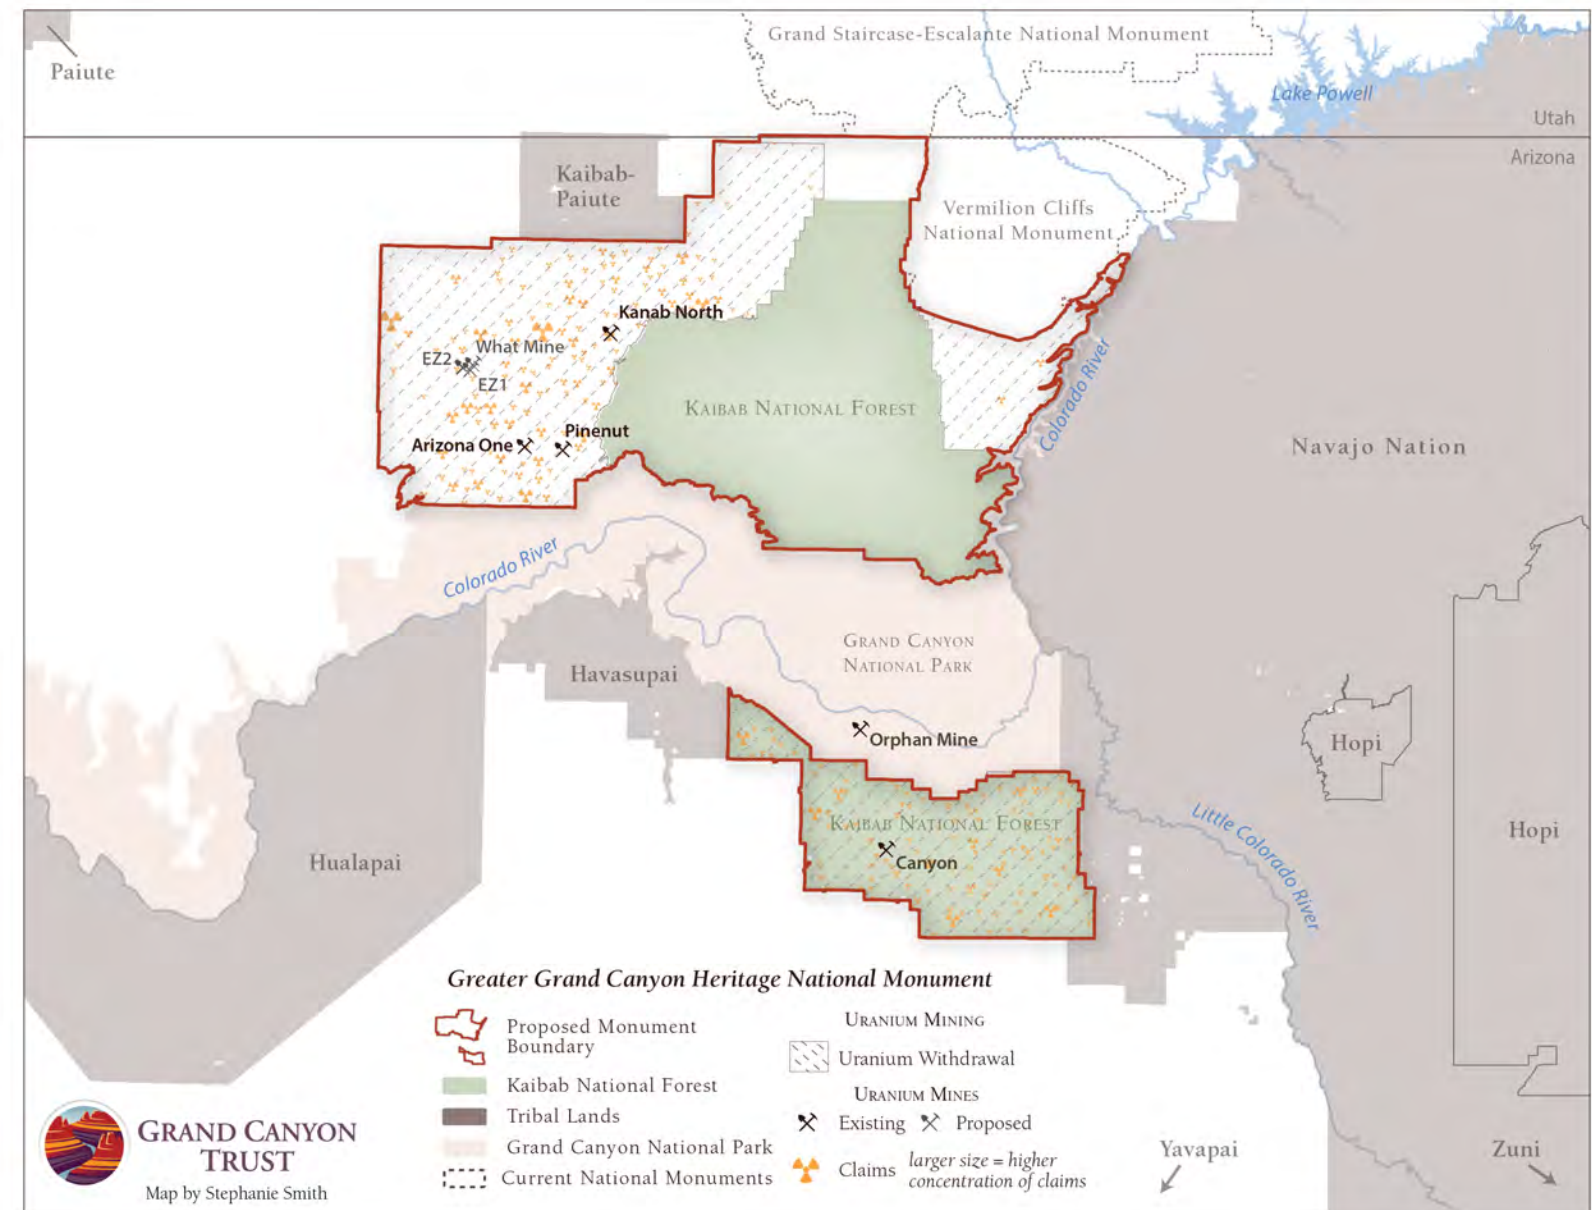 Grand Staircase-Escalante National Monument
Paiute
Lake Powell
Utah
Arizona
Kaibab-
Paiute
Vermilion Cliffs
National Monument
Kanab North
What Mine
EZ2
EZ1
Colorado River
KAIBAB NATIONAL FOREST
Pinenut
Arizona One
Navajo Nation
Colorado River
GRAND CANYON
NATIONAL PARK
Havasupai
Orphan Mine
Hopi
Little Colorado River
KAIBAB NATIONAL FOREST
Hopi
Canyon
Hualapai
Greater Grand Canyon Heritage National Monument
Proposed Monument
Boundary
Kaibab National Forest
Tribal Lands
Grand Canyon National Park
Current National Monuments
URANIUM MINING
Uranium Withdrawal
URANIUM MINES
Existing Proposed
Claims larger size = higher
concentration of claims
GRAND CANYON
TRUST
Map by Stephanie Smith
Yavapai
Zuni